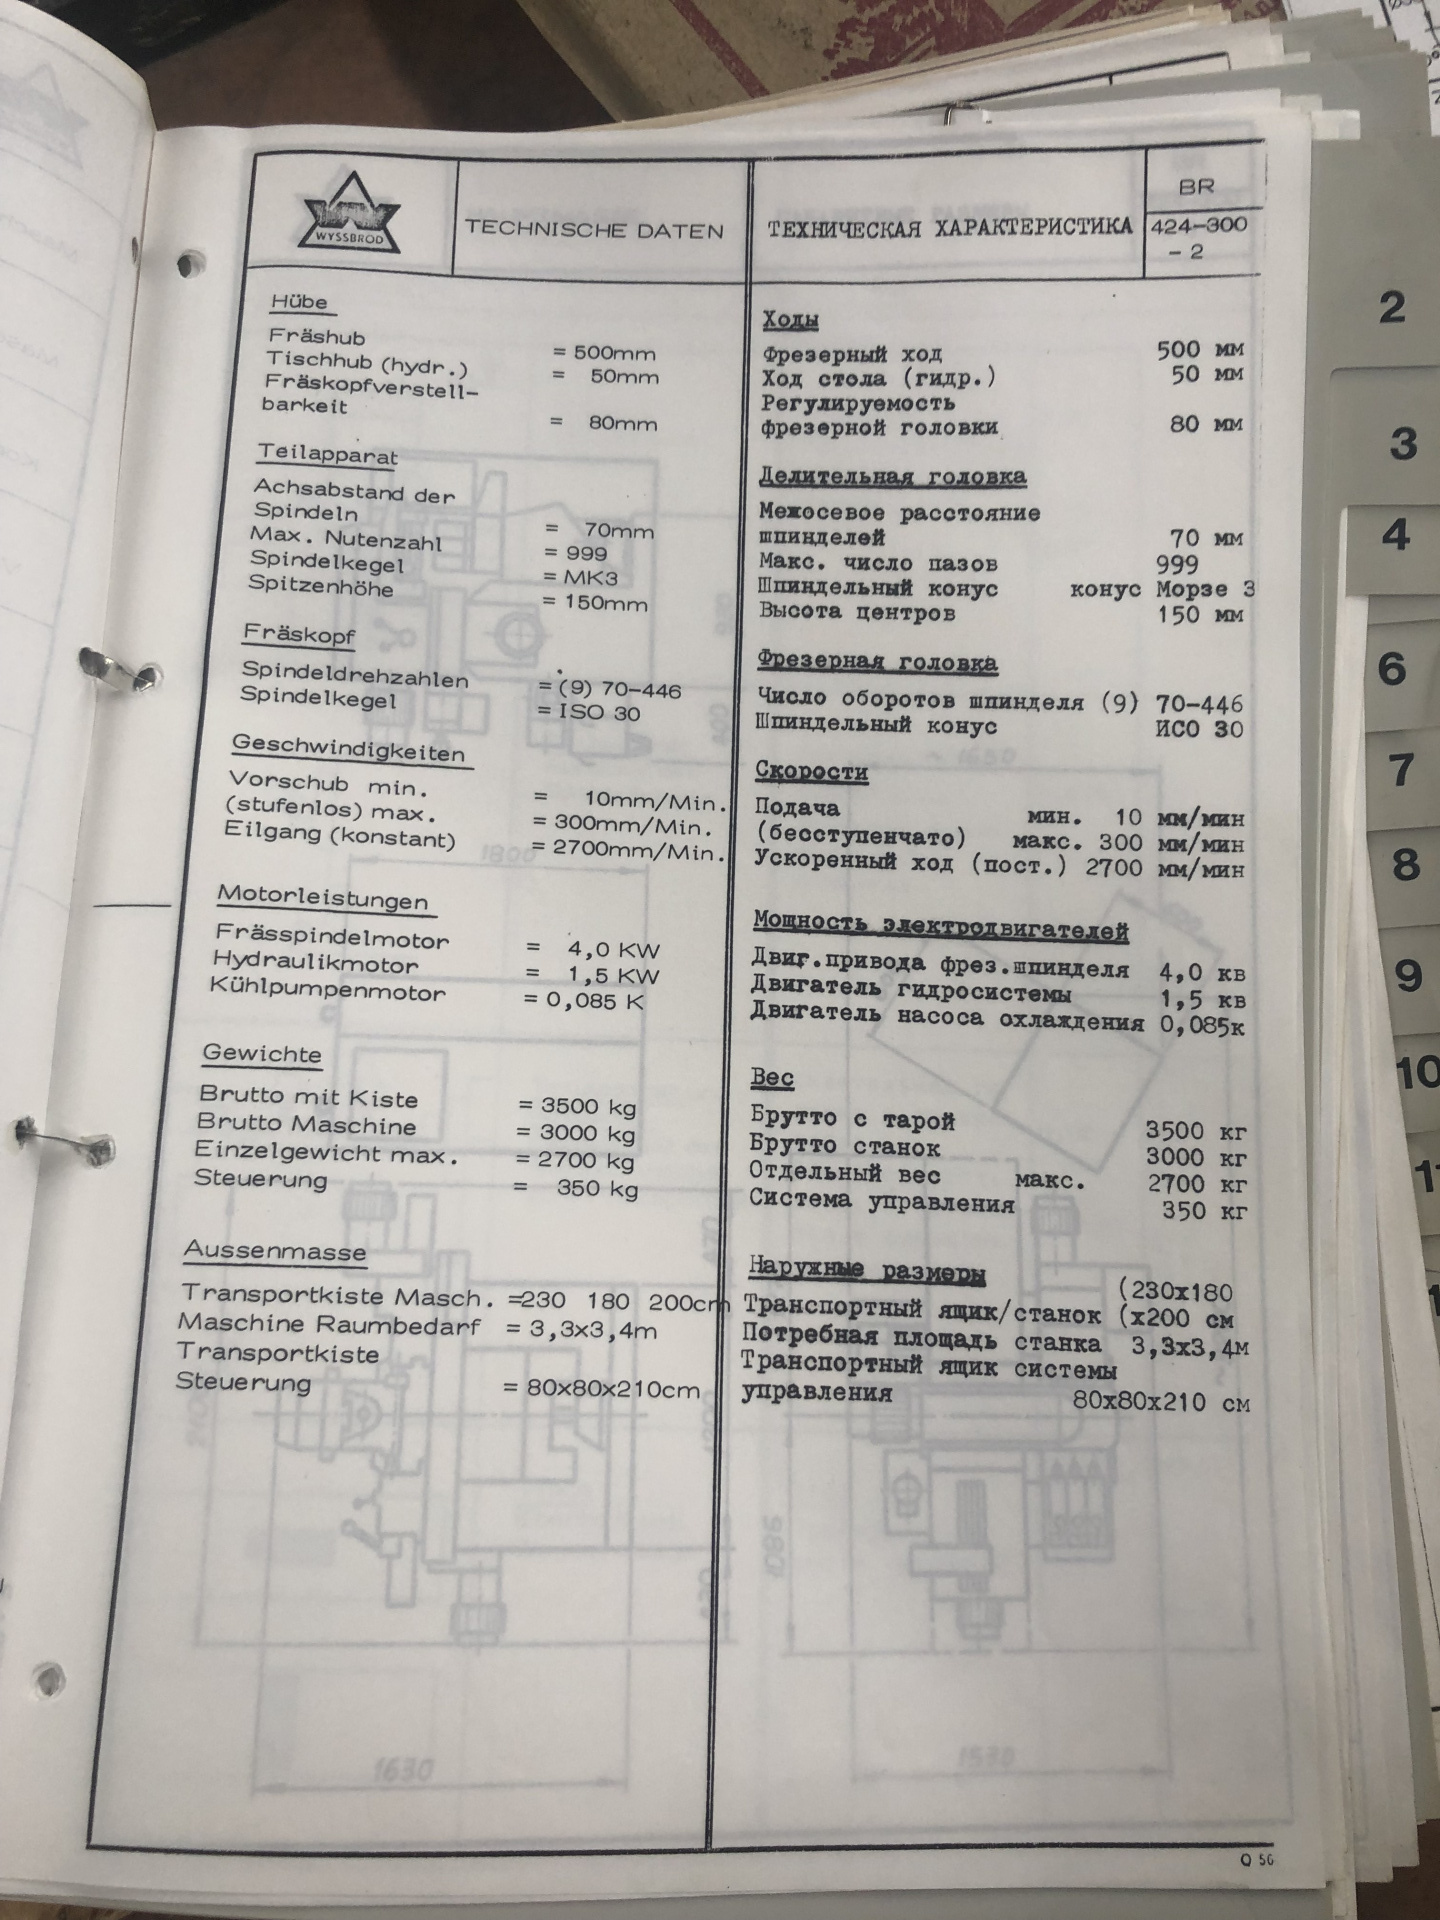 WYSSBROD
TECHNISCHE DATEN
ТЕХНИЧЕСКАЯ ХАРАКТЕРИСТИКА
BR
424-300
- 2
Hübe
Fräshub = 500mm
Tischhub (hydr.) = 50mm
Fräskopfverstell-
barkeit = 80mm
Teilapparat
Achsabstand der
Spindeln = 70mm
Max. Nutenzahl = 999
Spindelkegel = MK3
Spitzenhöhe = 150mm
Fräskopf
Spindeldrehzahlen = (9) 70-446
Spindelkegel = ISO 30
Geschwindigkeiten
Vorschub min. = 10mm/Min.
(stufenlos) max. = 300mm/Min.
Eilgang (konstant) = 2700mm/Min.
Motorleistungen
Frässpindelmotor = 4,0 KW
Hydraulikmotor = 1,5 KW
Kühlpumpenmotor = 0,085 K
Gewichte
Brutto mit Kiste = 3500 kg
Brutto Maschine = 3000 kg
Einzelgewicht max. = 2700 kg
Steuerung = 350 kg
Aussenmasse
Transportkiste Masch. =230 180 200cm
Maschine Raumbedarf = 3,3x3,4m
Transportkiste
Steuerung = 80x80x210cm
Ходы
Фрезерный ход 500 мм
Ход стола (гидр.) 50 мм
Регулируемость
фрезерной головки 80 мм
Делительная головка
Межосевое расстояние
шпинделей 70 мм
Макс. число пазов 999
Шпиндельный конус конус Морзе 3
Высота центров 150 мм
Фрезерная головка
Число оборотов шпинделя (9) 70-446
Шпиндельный конус ИСО 30
Скорости
Подача мин. 10 мм/мин
(бесступенчато) макс. 300 мм/мин
Ускоренный ход (пост.) 2700 мм/мин
Мощность электродвигателей
Двиг.привода фрез.шпинделя 4,0 кв
Двигатель гидросистемы 1,5 кв
Двигатель насоса охлаждения 0,085к
Вес
Брутто с тарой 3500 кг
Брутто станок 3000 кг
Отдельный вес макс. 2700 кг
Система управления 350 кг
Наружные размеры (230х180
Транспортный ящик/станок (х200 см
Потребная площадь станка 3,3х3,4м
Транспортный ящик системы
управления 80х80х210 см
Q 56
2
3
4
6
7
8
9
10
1630
1530
1086
1800
1650